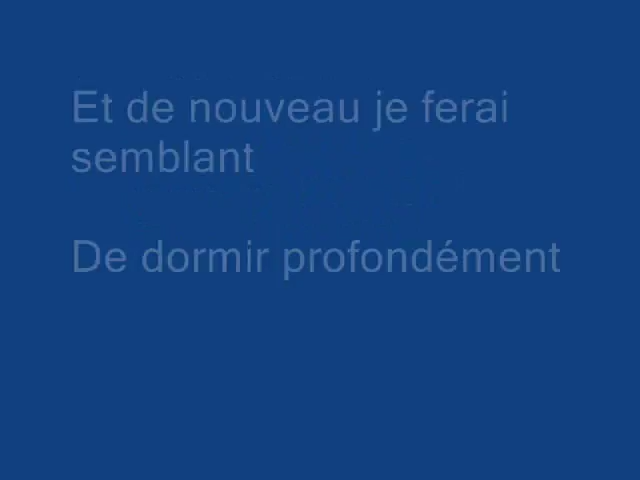 Et de nouveau je ferai
semblant
De dormir profondément